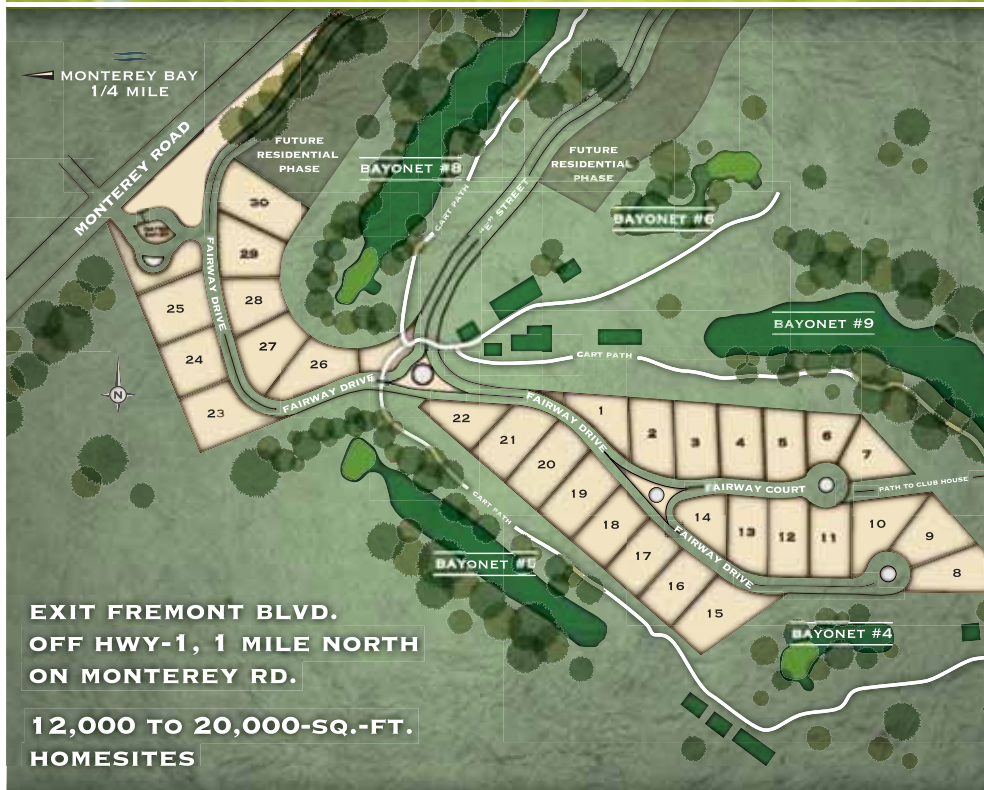 MONTEREY BAY
1/4 MILE
MONTEREY ROAD
FUTURE
RESIDENTIAL
PHASE
BAYONET #8
CART PATH
"E" STREET
FUTURE
RESIDENTIAL
PHASE
BAYONET #6
30
29
28
27
26
25
24
23
FAIRWAY DRIVE
FAIRWAY DRIVE
N
CART PATH
BAYONET #9
FAIRWAY DRIVE
22
21
20
19
18
17
16
15
1
2
3
4
5
6
7
FAIRWAY COURT
PATH TO CLUB HOUSE
14
13
12
11
10
9
8
FAIRWAY DRIVE
CART PATH
BAYONET #5
BAYONET #4
EXIT FREMONT BLVD.
OFF HWY-1, 1 MILE NORTH
ON MONTEREY RD.
12,000 TO 20,000-SQ.-FT.
HOMESITES